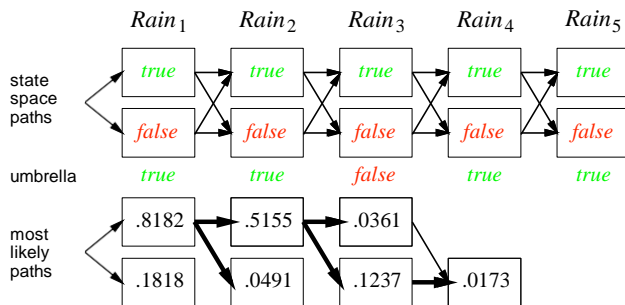 Rain1 Rain2 Rain3 Rain4 Rain5
state space paths
true true true true true
false false false false false
umbrella true true false true true
most likely paths
.8182 .5155 .0361
.1818 .0491 .1237 .0173